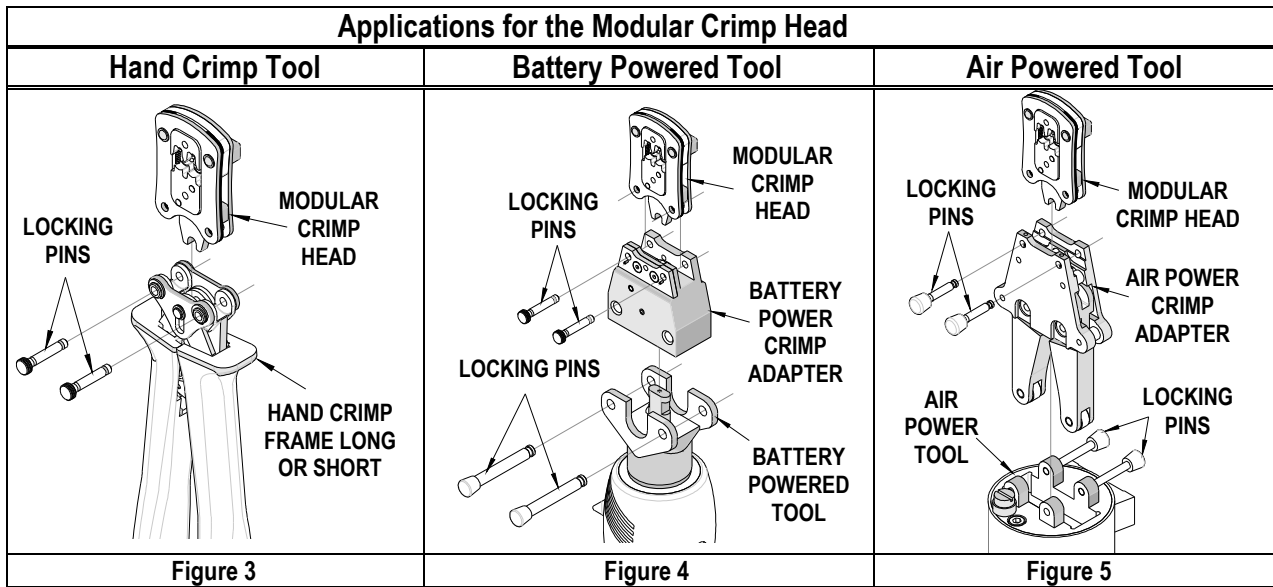 Applications for the Modular Crimp Head
Hand Crimp Tool
Battery Powered Tool
Air Powered Tool
LOCKING
PINS
MODULAR
CRIMP
HEAD
HAND CRIMP
FRAME LONG
OR SHORT
MODULAR
CRIMP
HEAD
LOCKING
PINS
BATTERY
POWER
CRIMP
ADAPTER
LOCKING PINS
BATTERY
POWERED
TOOL
LOCKING
PINS
MODULAR
CRIMP HEAD
AIR POWER
CRIMP
ADAPTER
AIR
POWER
TOOL
LOCKING
PINS
Figure 3
Figure 4
Figure 5